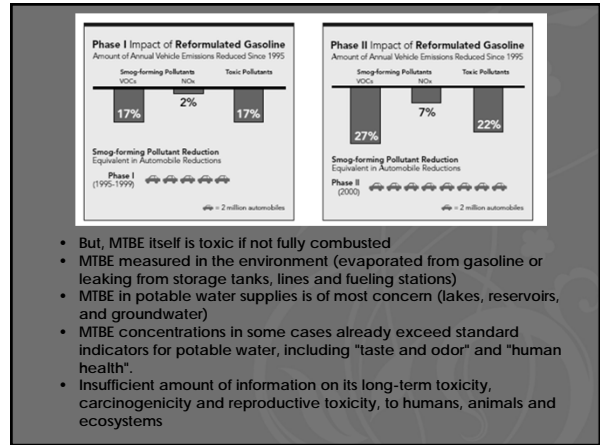 Phase I Impact of Reformulated Gasoline
Amount of Annual Vehicle Emissions Reduced Since 1995
Smog-forming Pollutants Toxic Pollutants
VOCs NOx
17% 2% 17%
Smog-forming Pollutant Reduction
Equivalent in Automobile Reductions
Phase I
(1995-1999)
= 2 million automobiles
Phase II Impact of Reformulated Gasoline
Amount of Annual Vehicle Emissions Reduced Since 1995
Smog-forming Pollutants Toxic Pollutants
VOCs NOx
27% 7% 22%
Smog-forming Pollutant Reduction
Equivalent in Automobile Reductions
Phase II
(2000)
= 2 million automobiles
• But, MTBE itself is toxic if not fully combusted
• MTBE measured in the environment (evaporated from gasoline or
leaking from storage tanks, lines and fueling stations)
• MTBE in potable water supplies is of most concern (lakes, reservoirs,
and groundwater)
• MTBE concentrations in some cases already exceed standard
indicators for potable water, including "taste and odor" and "human
health".
• Insufficient amount of information on its long-term toxicity,
carcinogenicity and reproductive toxicity, to humans, animals and
ecosystems